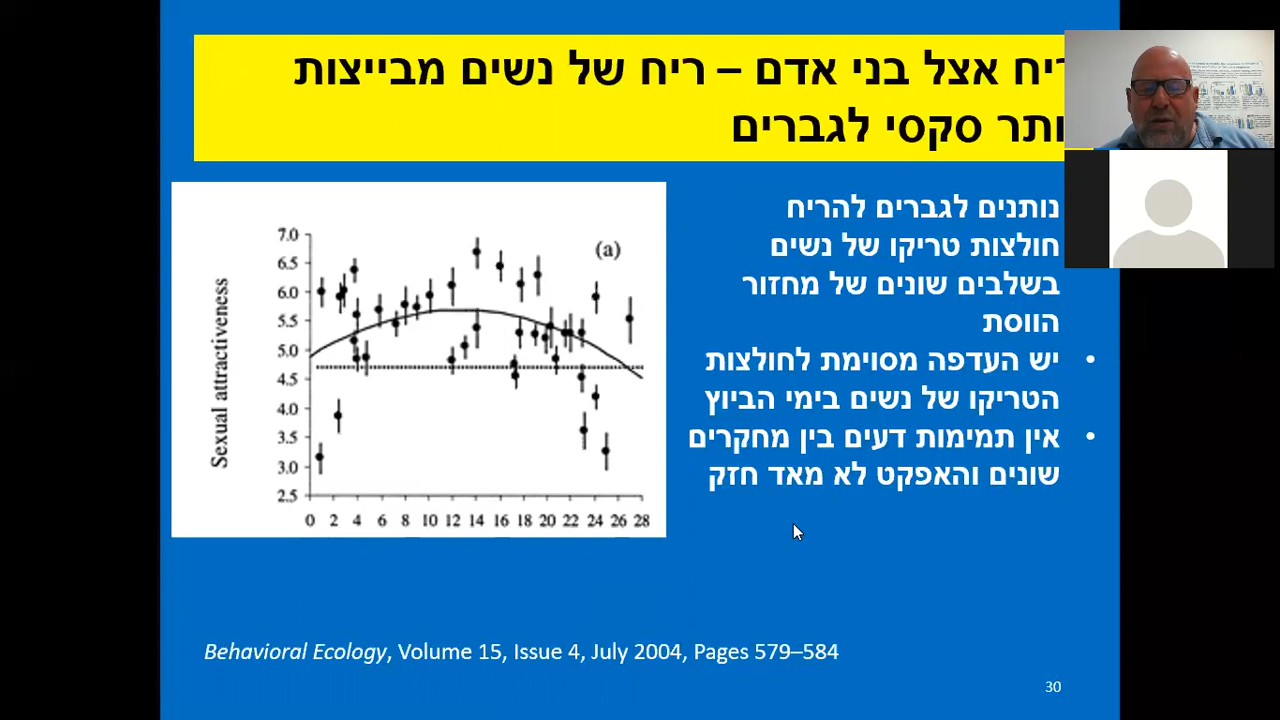 אצל בני אדם – ריח של נשים מבייצות
סקסי לגברים
נותנים לגברים להריח
חולצות טריקו של נשים
בשלבים שונים של מחזור
הווסת
• יש העדפה מסוימת לחולצות
הטריקו של נשים בימי הביוץ
• אין תמימות דעים בין מחקרים
שונים והאפקט לא מאד חזק
(a)
Sexual attractiveness
7.0
6.5
6.0
5.5
5.0
4.5
4.0
3.5
3.0
2.5
0 2 4 6 8 10 12 14 16 18 20 22 24 26 28
Behavioral Ecology, Volume 15, Issue 4, July 2004, Pages 579–584
30